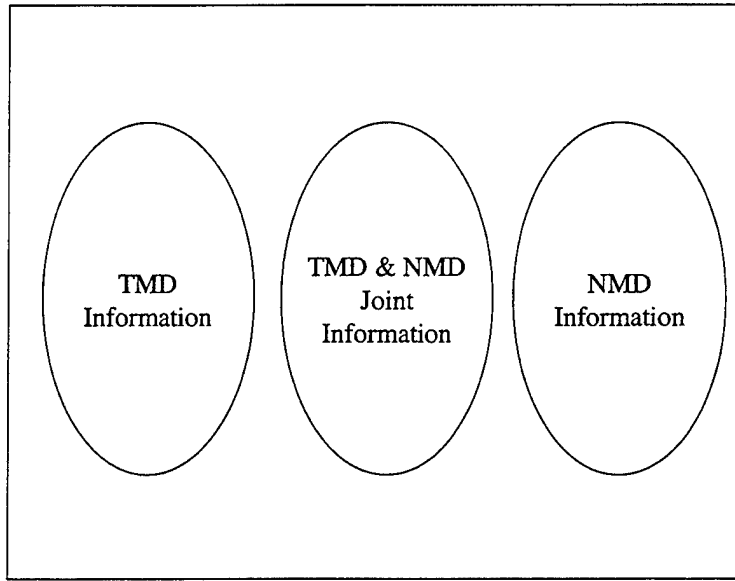 TMD
Information
TMD & NMD
Joint
Information
NMD
Information